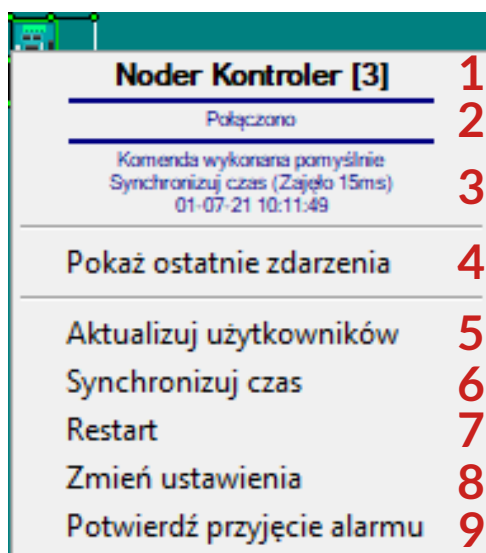 Noder Kontroler [3] 1
Połączono 2
Komenda wykonana pomyślnie
Synchronizuj czas (Zajęło 15ms) 3
01-07-21 10:11:49
Pokaż ostatnie zdarzenia 4
Aktualizuj użytkowników 5
Synchronizuj czas 6
Restart 7
Zmień ustawienia 8
Potwierdź przyjęcie alarmu 9